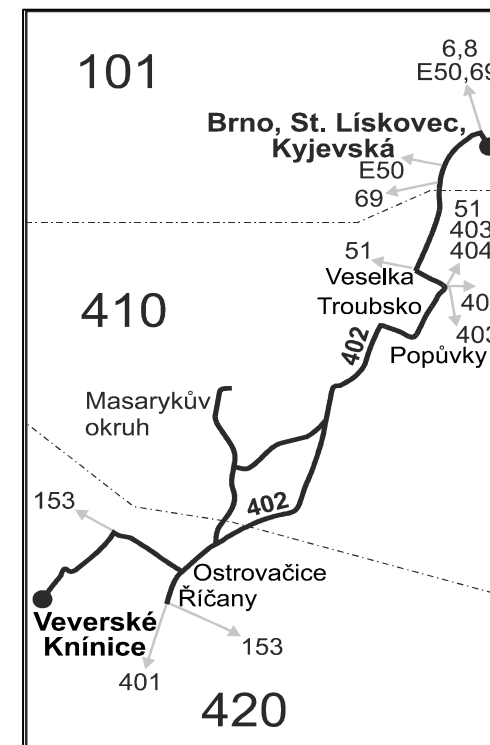 101
6,8
E50,69
Brno, St. Lískovec,
Kyjevská
E50
69
51
403
404
51
Veselka
40
Troubsko
403
410
402
Popůvky
Masarykův
okruh
153
402
Ostrovačice
Říčany
Veverské
Knínice
153
401
420